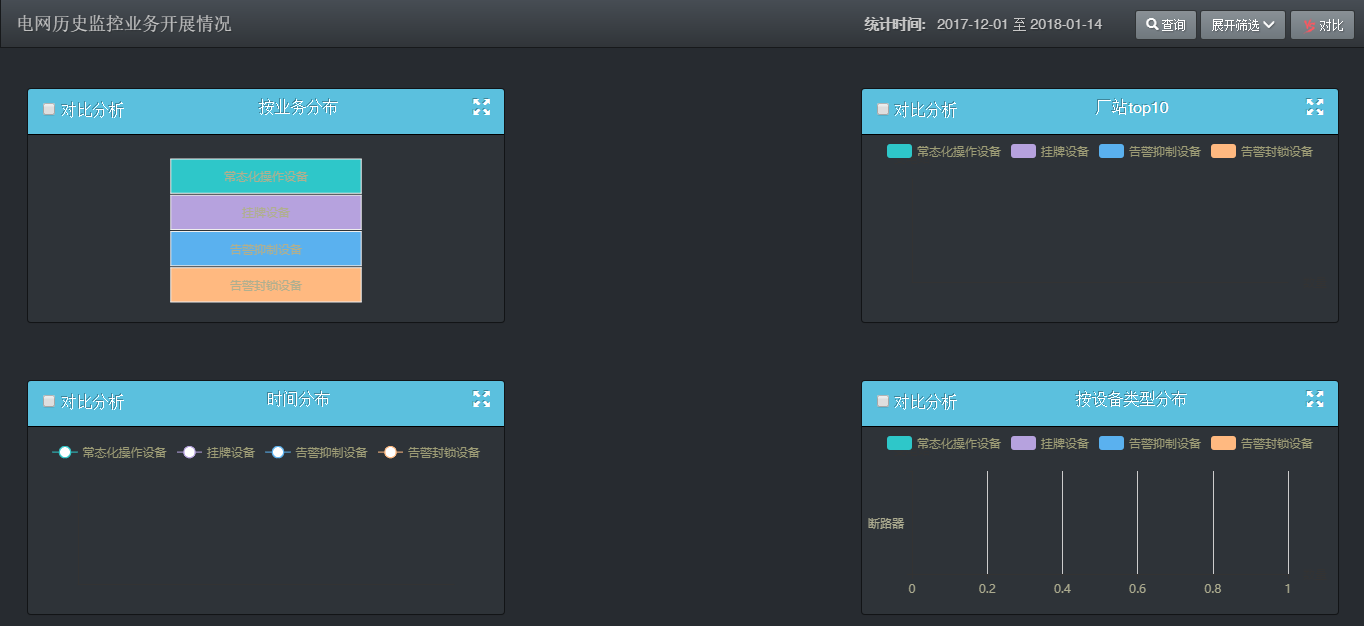 电网历史监控业务开展情况
统计时间: 2017-12-01 至 2018-01-14
查询
展开筛选
对比
对比分析 按业务分布
常态化操作设备
挂牌设备
告警抑制设备
告警封锁设备
对比分析 厂站top10
常态化操作设备 挂牌设备 告警抑制设备 告警封锁设备
对比分析 时间分布
常态化操作设备 挂牌设备 告警抑制设备 告警封锁设备
对比分析 按设备类型分布
常态化操作设备 挂牌设备 告警抑制设备 告警封锁设备
断路器
0 0.2 0.4 0.6 0.8 1